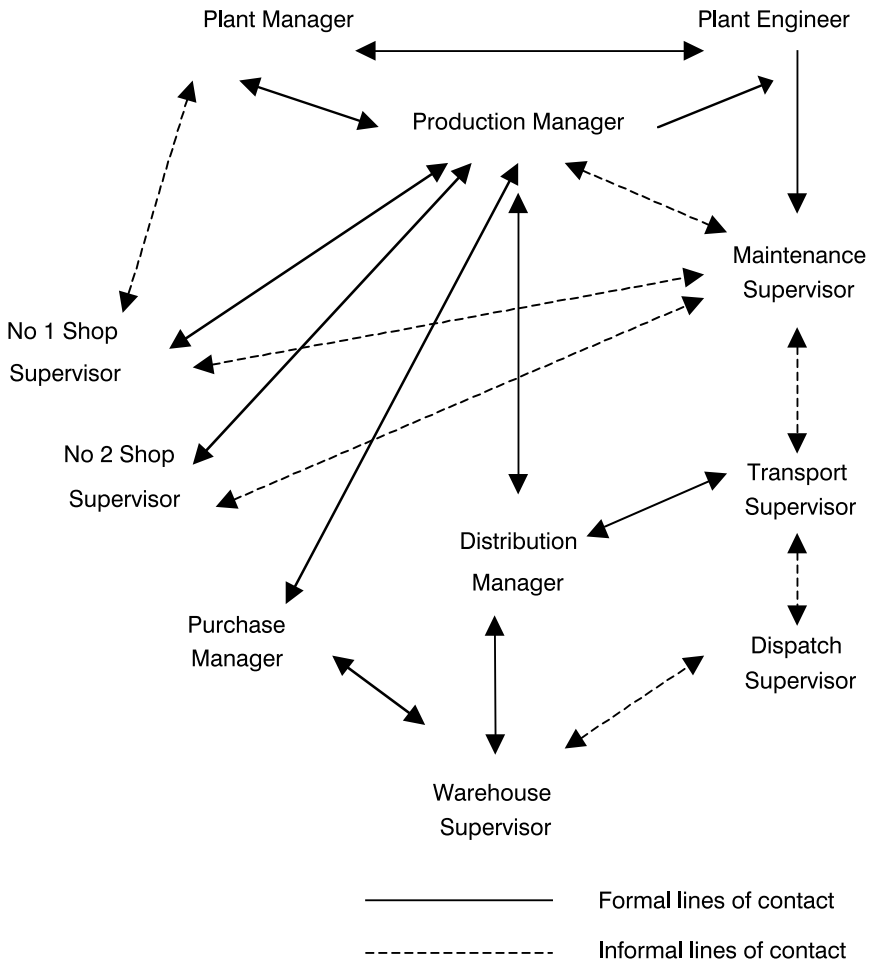 Plant Manager
Plant Engineer
Production Manager
Maintenance
Supervisor
No 1 Shop
Supervisor
No 2 Shop
Supervisor
Transport
Supervisor
Distribution
Manager
Purchase
Manager
Dispatch
Supervisor
Warehouse
Supervisor
Formal lines of contact
Informal lines of contact